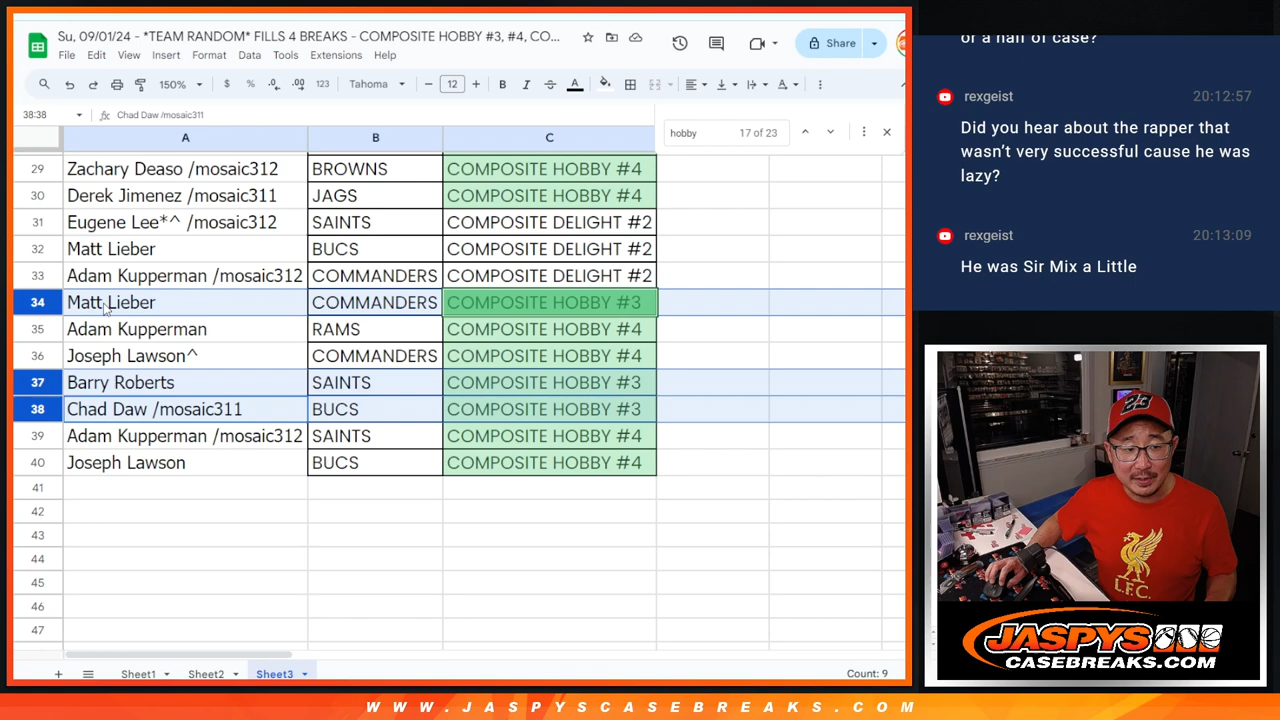 Su, 09/01/24 - *TEAM RANDOM* FILLS 4 BREAKS - COMPOSITE HOBBY #3, #4, CO...
File Edit View Insert Format Data Tools Extensions Help
Share
150% $ % .0 .00 123 Tahoma 12 B I A
38:38 fx Chad Daw /mosaic311
hobby 17 of 23
A B C
29 Zachary Deaso /mosaic312 BROWNS COMPOSITE HOBBY #4
30 Derek Jimenez /mosaic311 JAGS COMPOSITE HOBBY #4
31 Eugene Lee*^ /mosaic312 SAINTS COMPOSITE DELIGHT #2
32 Matt Lieber BUCS COMPOSITE DELIGHT #2
33 Adam Kupperman /mosaic312 COMMANDERS COMPOSITE DELIGHT #2
34 Matt Lieber COMMANDERS COMPOSITE HOBBY #3
35 Adam Kupperman RAMS COMPOSITE HOBBY #4
36 Joseph Lawson^ COMMANDERS COMPOSITE HOBBY #4
37 Barry Roberts SAINTS COMPOSITE HOBBY #3
38 Chad Daw /mosaic311 BUCS COMPOSITE HOBBY #3
39 Adam Kupperman /mosaic312 SAINTS COMPOSITE HOBBY #4
40 Joseph Lawson BUCS COMPOSITE HOBBY #4
41
42
43
44
45
46
47
Sheet1 Sheet2 Sheet3 Count: 9
or a half of case?
rexgeist 20:12:57
Did you hear about the rapper that
wasn't very successful cause he was
lazy?
rexgeist 20:13:09
He was Sir Mix a Little
23
L.F.C.
JASPYS
CASEBREAKS.COM
WWW.JASPYSCASEBREAKS.COM